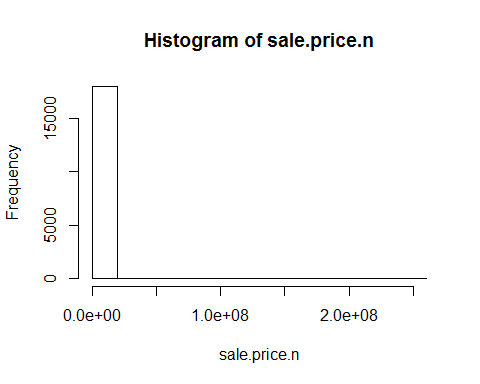 Histogram of sale.price.n
Frequency
15000
5000
0
0.0e+00 1.0e+08 2.0e+08
sale.price.n